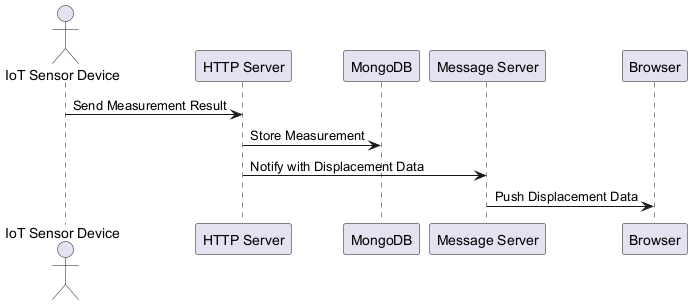 IoT Sensor Device
HTTP Server
MongoDB
Message Server
Browser
Send Measurement Result
Store Measurement
Notify with Displacement Data
Push Displacement Data
IoT Sensor Device
HTTP Server
MongoDB
Message Server
Browser